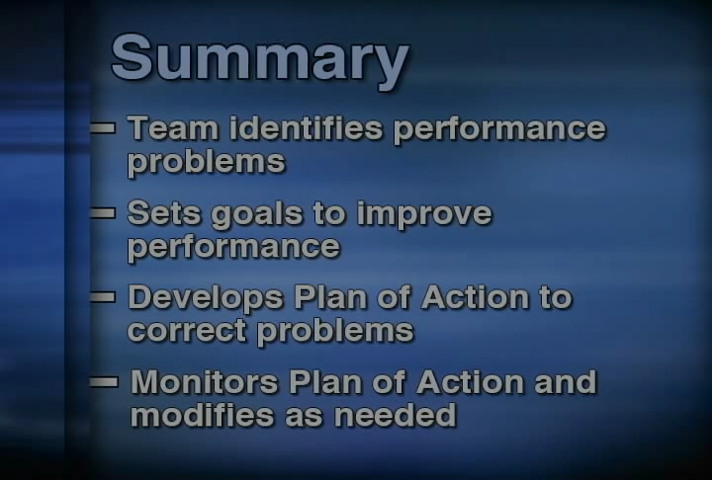 Summary
– Team identifies performance
problems
– Sets goals to improve
performance
– Develops Plan of Action to
correct problems
– Monitors Plan of Action and
modifies as needed